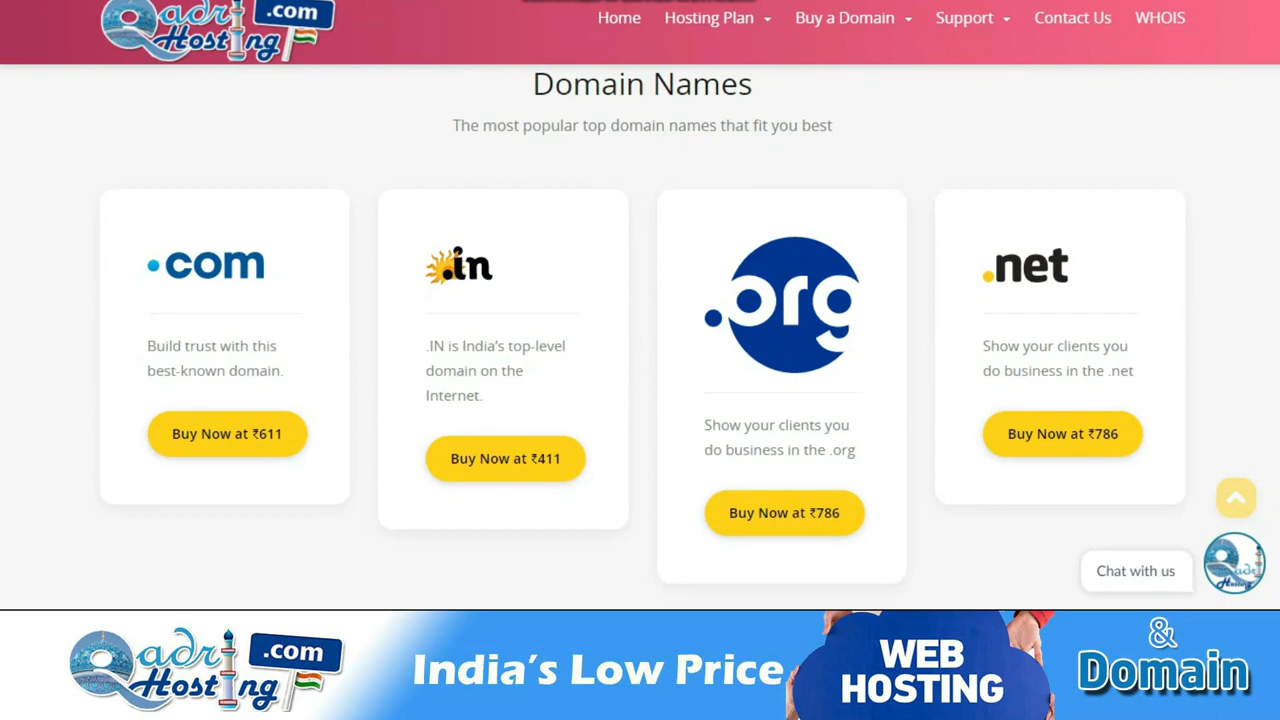 Qadri Hosting .com
Home Hosting Plan Buy a Domain Support Contact Us WHOIS
Domain Names
The most popular top domain names that fit you best
.com
Build trust with this
best-known domain.
Buy Now at ₹611
.in
.IN is India’s top-level
domain on the
Internet.
Buy Now at ₹411
.org
Show your clients you
do business in the .org
Buy Now at ₹786
.net
Show your clients you
do business in the .net
Buy Now at ₹786
Chat with us
Qadri
Hosting
Qadri Hosting .com
India’s Low Price
WEB
HOSTING
&
Domain